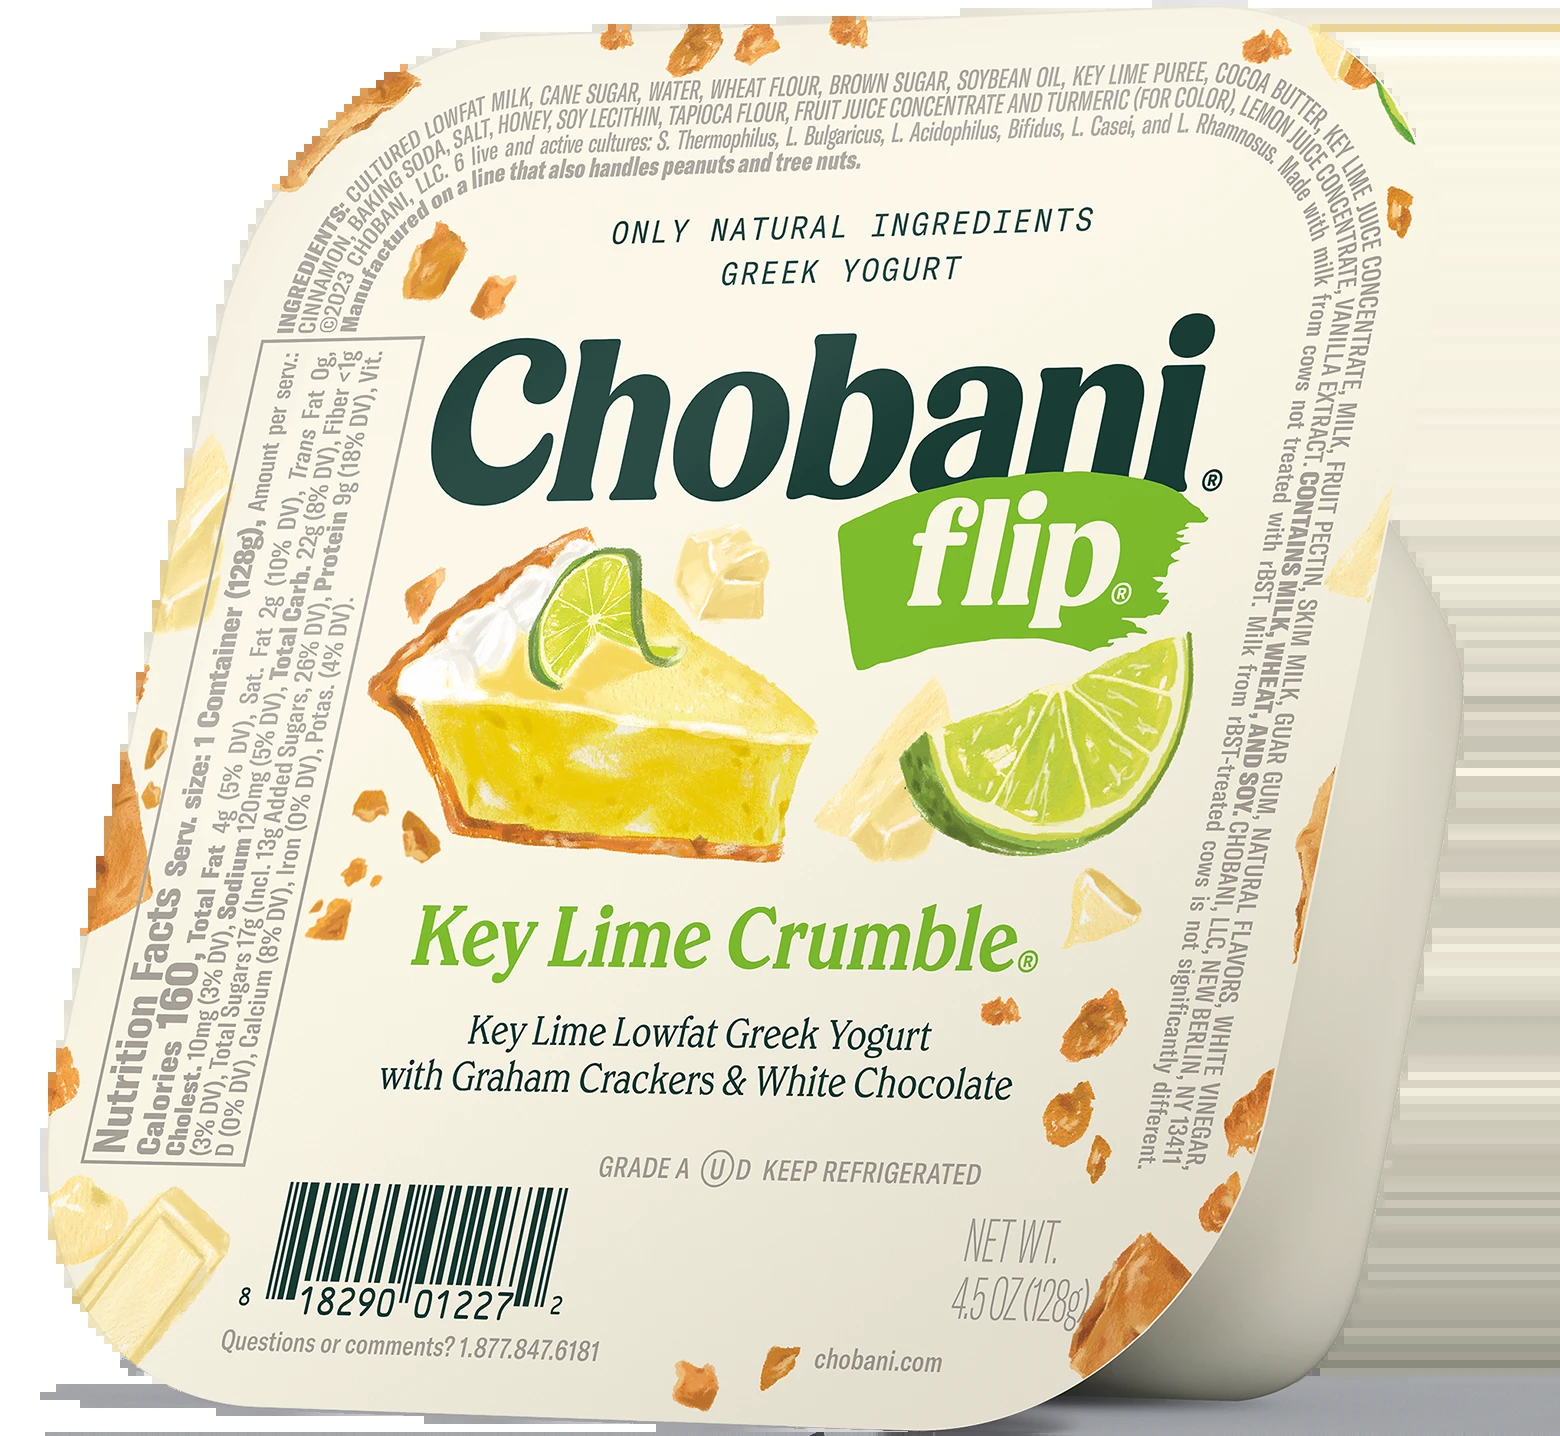 INGREDIENTS: CULTURED LOWFAT MILK, CANE SUGAR, WATER, WHEAT FLOUR, BROWN SUGAR, SOYBEAN OIL, KEY LIME PUREE, COCOA BUTTER, KEY LIME JUICE CONCENTRATE, MILK, FRUIT PECTIN, SKIM MILK, GUAR GUM, NATURAL FLAVORS, WHITE VINEGAR,
CINNAMON, BAKING SODA, SALT, HONEY, SOY LECITHIN, TAPIOCA FLOUR, FRUIT JUICE CONCENTRATE AND TURMERIC (FOR COLOR), LEMON JUICE CONCENTRATE, VANILLA EXTRACT. CONTAINS MILK, WHEAT, AND SOY. CHOBANI, LLC, NEW BERLIN, NY 13411
©2023 CHOBANI, LLC. 6 live and active cultures: S. Thermophilus, L. Bulgaricus, L. Acidophilus, Bifidus, L. Casei, and L. Rhamnosus. Made with milk from cows not treated with rBST. Milk from rBST-treated cows is not significantly different.
Manufactured on a line that also handles peanuts and tree nuts.
ONLY NATURAL INGREDIENTS
GREEK YOGURT
Chobani®
flip®
Nutrition Facts Serv. size: 1 Container (128g), Amount per serv.:
Calories 160, Total Fat 4g (5% DV), Sat. Fat 2g (10% DV), Trans Fat 0g,
Cholest. 10mg (3% DV), Sodium 120mg (5% DV), Total Carb. 22g (8% DV), Fiber <1g
(3% DV), Total Sugars 17g (Incl. 13g Added Sugars, 26% DV), Protein 9g (18% DV), Vit.
D (0% DV), Calcium (8% DV), Iron (0% DV), Potas. (4% DV).
Key Lime Crumble®
Key Lime Lowfat Greek Yogurt
with Graham Crackers & White Chocolate
GRADE A Ⓤ D KEEP REFRIGERATED
NET WT.
4.5 OZ (128g)
8 18290 01227 2
Questions or comments? 1.877.847.6181
chobani.com